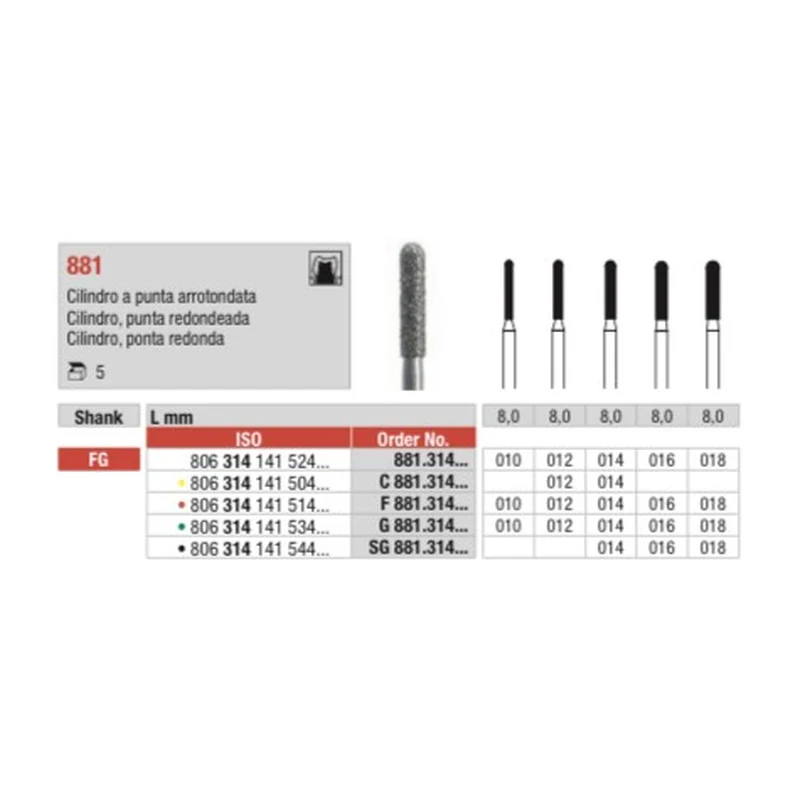 881
Cilindro a punta arrotondata
Cilindro, punta redondeada
Cilindro, ponta redonda
5
Shank L mm 8,0 8,0 8,0 8,0 8,0
ISO Order No.
FG 806 314 141 524... 881.314... 010 012 014 016 018
806 314 141 504... C 881.314... 012 014
806 314 141 514... F 881.314... 010 012 014 016 018
806 314 141 534... G 881.314... 010 012 014 016 018
806 314 141 544... SG 881.314... 014 016 018